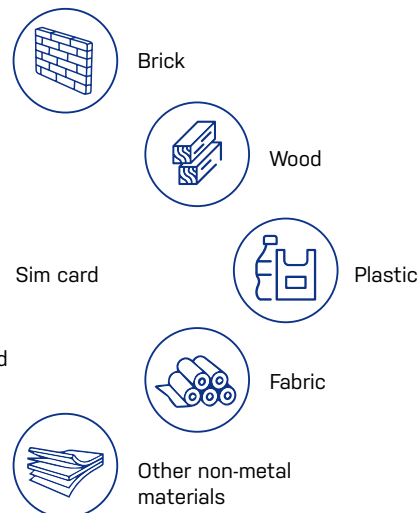 Brick
Wood
Sim card
Plastic
Fabric
Other non-metal
materials